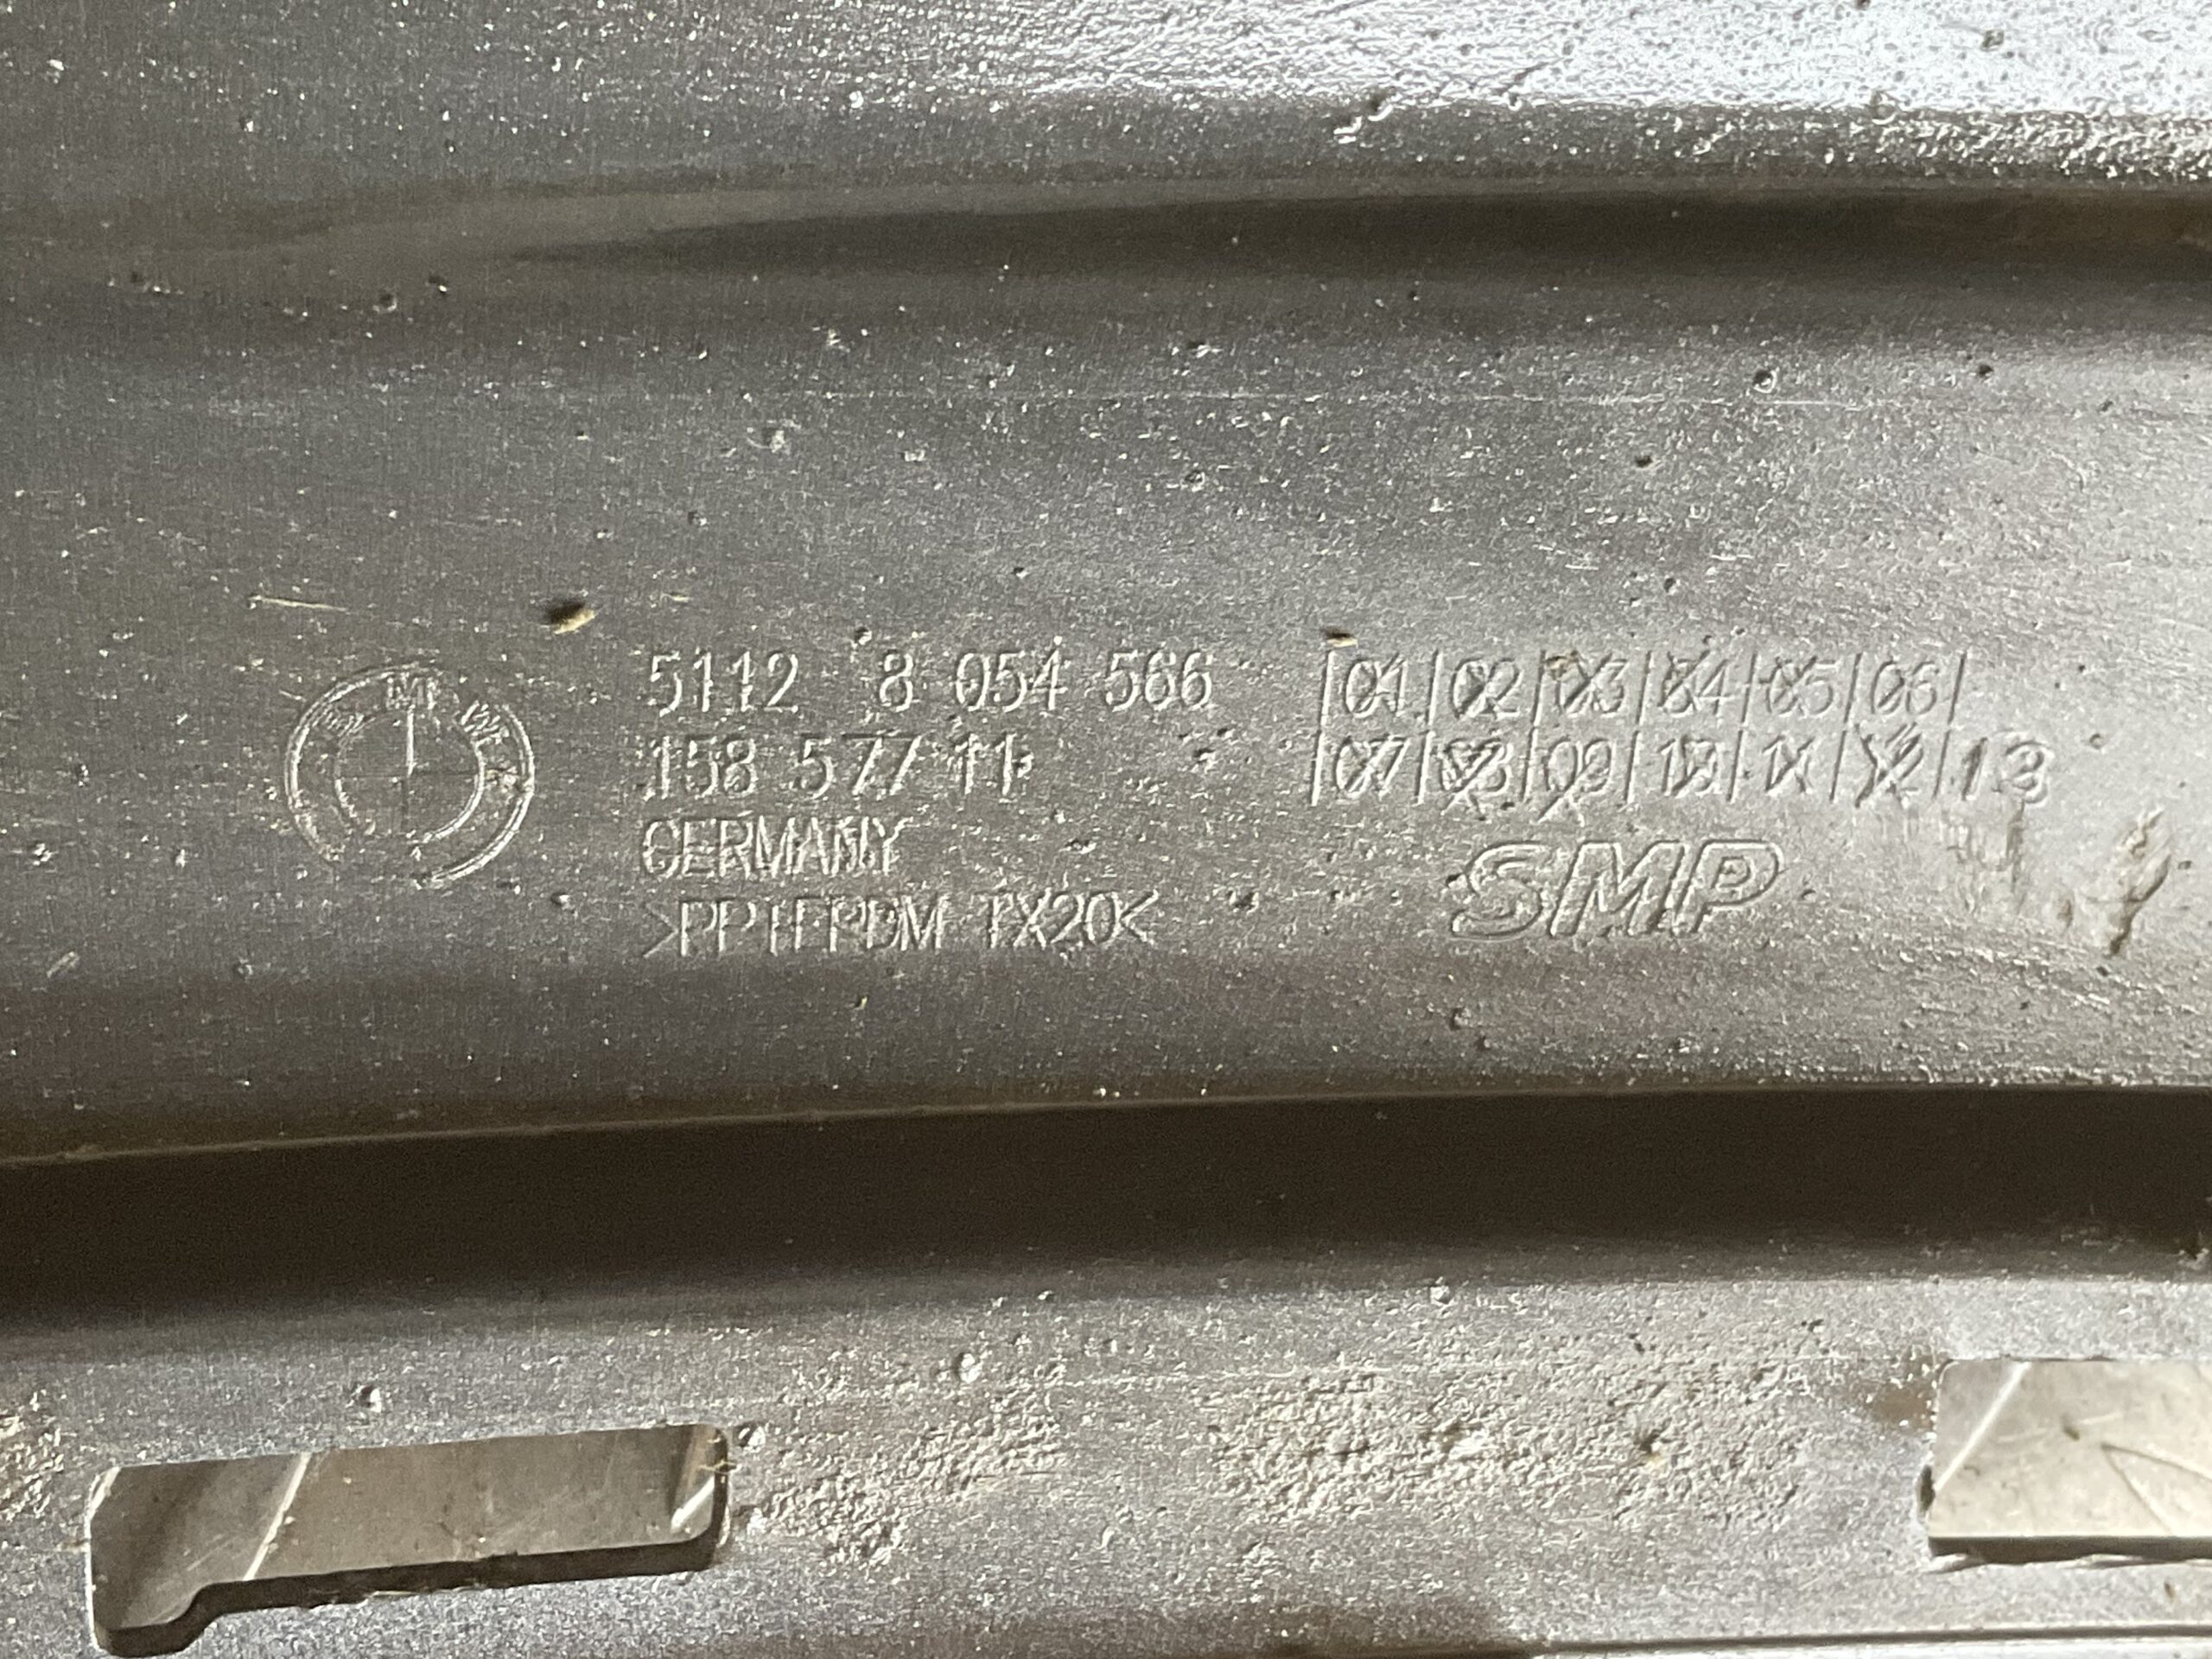 BMW
5112 8 054 566
158 577 11
GERMANY
>PP+EPDM TX20<
|01|02|03|04|05|06|
|07|08|09|10|11|12|13
SMP